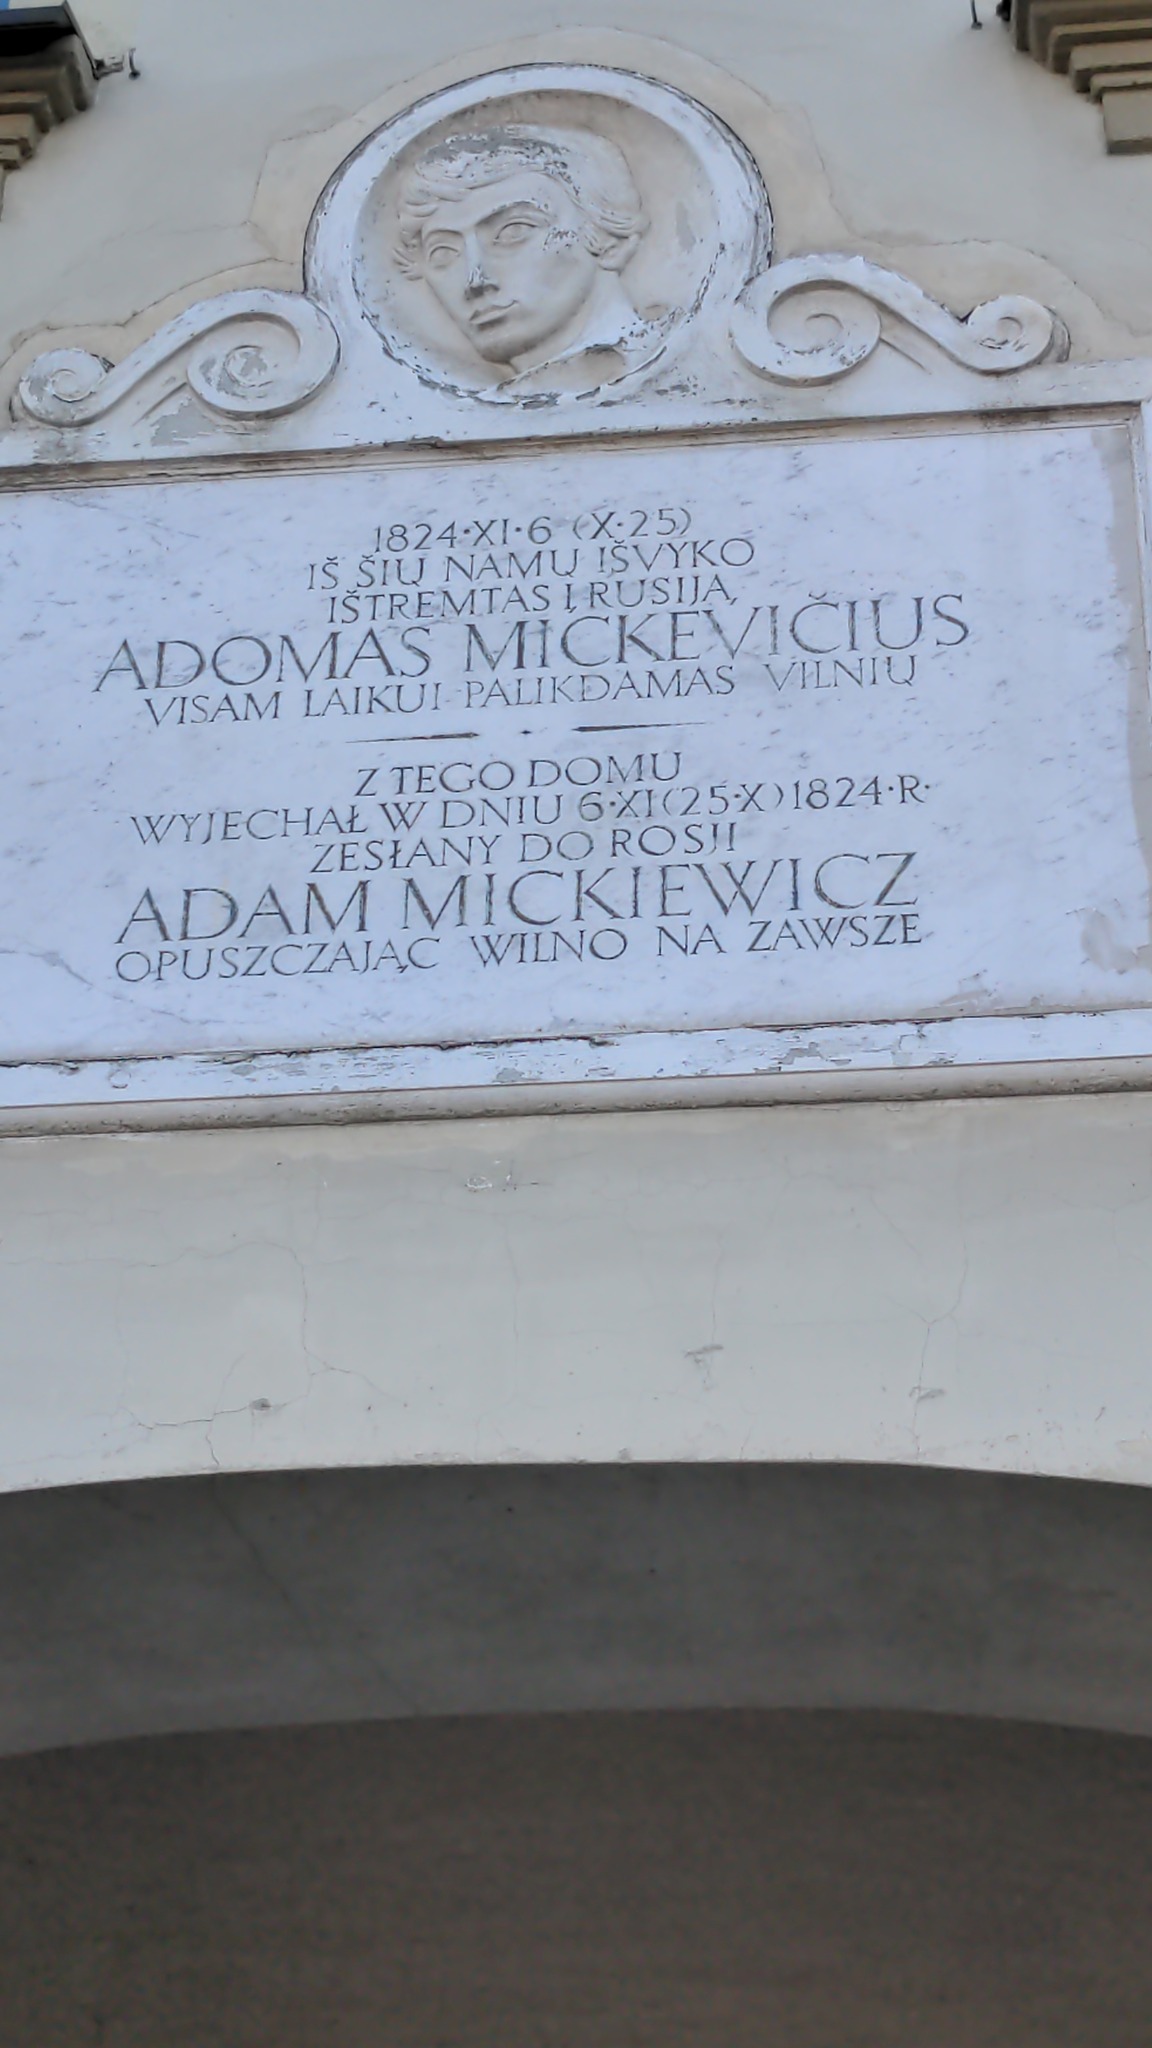 1824·XI·6 (X·25)
IŠ ŠIŲ NAMŲ IŠVYKO
IŠTREMTAS Į RUSIJĄ
ADOMAS MICKEVIČIUS
VISAM LAIKUI PALIKDAMAS VILNIŲ
Z TEGO DOMU
WYJECHAŁ W DNIU 6·XI(25·X)1824·R·
ZESŁANY DO ROSJI
ADAM MICKIEWICZ
OPUSZCZAJĄC WILNO NA ZAWSZE